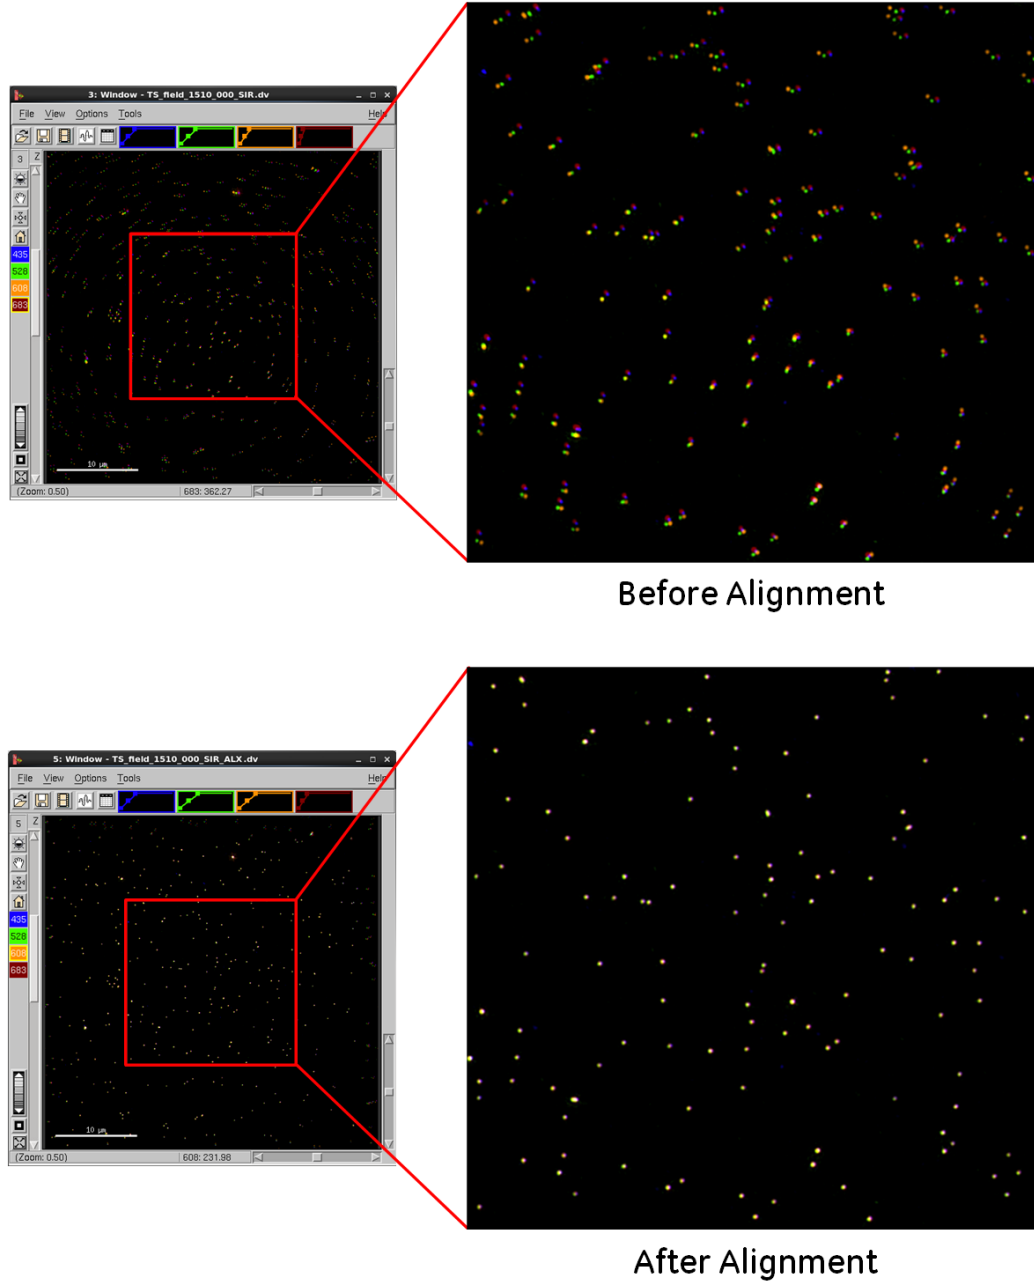 3: Window - TS_field_1510_000_SIR.dv
File View Options Tools Help
3 Z
435
528
608
683
10 µm
(Zoom: 0.50) 683: 362.27
Before Alignment
5: Window - TS_field_1510_000_SIR_ALX.dv
File View Options Tools Help
5 Z
435
528
608
683
10 µm
(Zoom: 0.50) 608: 231.98
After Alignment